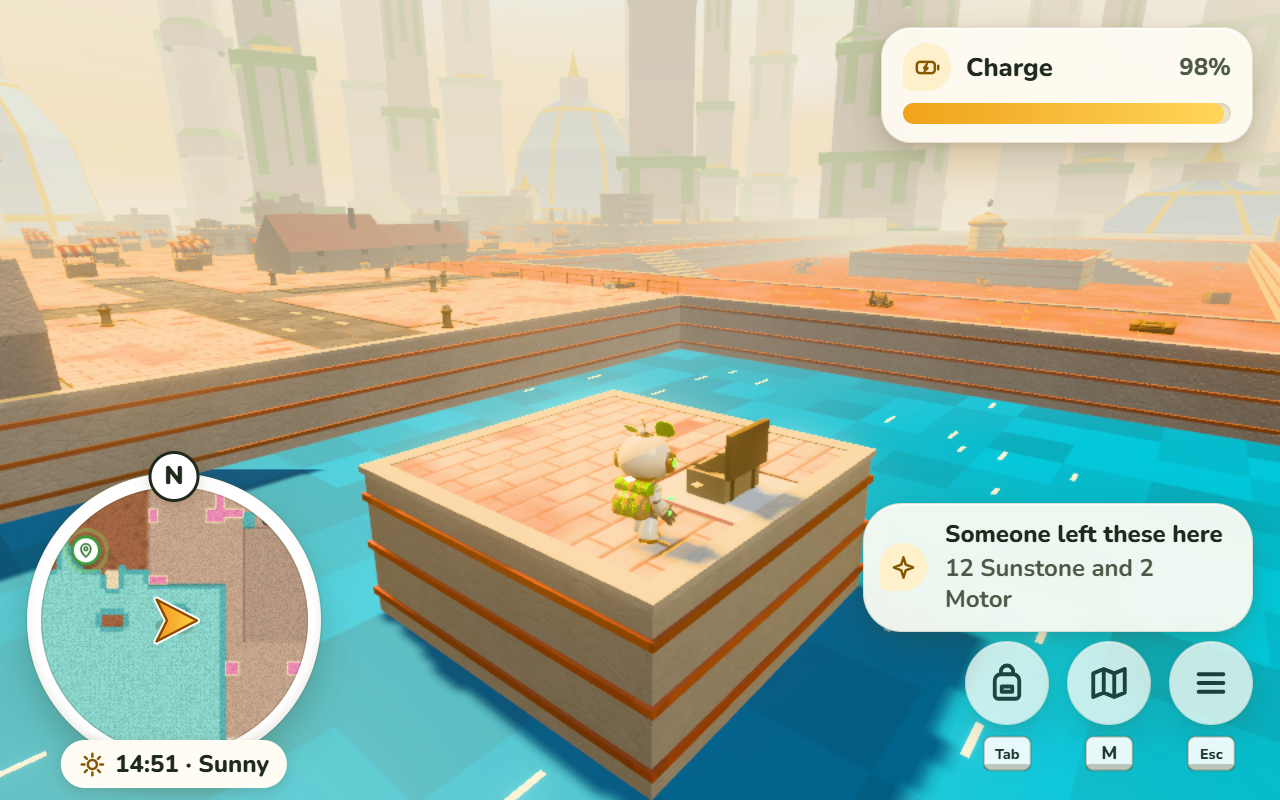 Charge 98%
N
Someone left these here
12 Sunstone and 2
Motor
14:51 · Sunny
Tab
M
Esc